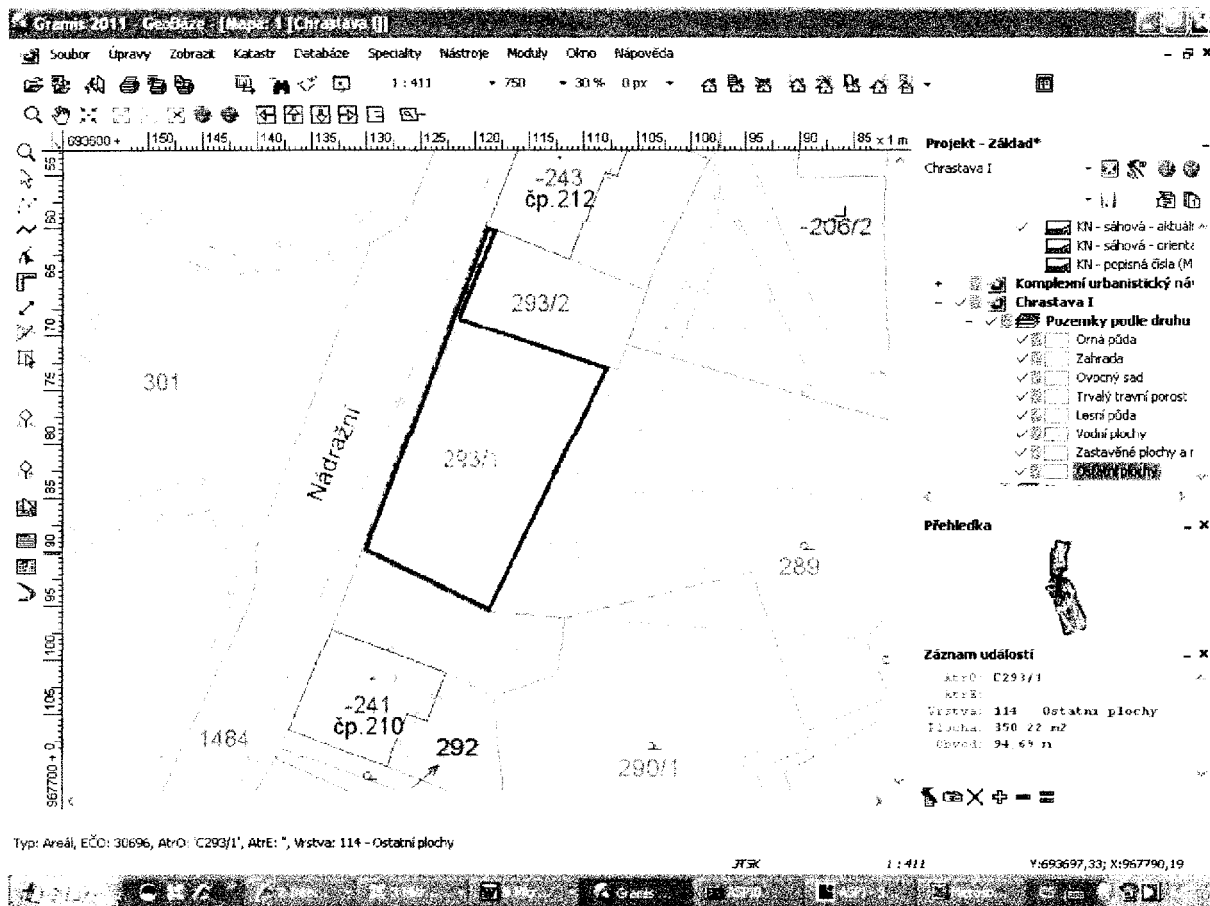 Gramis 2011 - GeoBáze - [Mapa: 1 [Chrastava I]]
Soubor Úpravy Zobrazit Katastr Databáze Speciality Nástroje Moduly Okno Nápověda
1 : 411 750 30 % 0 px
693600 + 150 145 140 135 130 125 120 115 110 105 100 95 90 85 x 1 m
Projekt - Základ*
Chrastava I
KN - sáhová - aktuáln
KN - sáhová - orienta
KN - popisná čísla (M
Komplexní urbanistický náv
Chrastava I
Pozemky podle druhu
Orná půda
Zahrada
Ovocný sad
Trvalý travní porost
Lesní půda
Vodní plochy
Zastavěné plochy a n
Ostatní plochy
55
60
65
70
75
80
85
90
95
100
105
967700 + 0
-243
čp.212
-206/2
293/2
301
Nádražní
293/1
289
-241
čp.210
1484
292
290/1
Přehledka
Záznam událostí
AtrO: C293/1
AtrE:
Vrstva: 114 Ostatní plochy
Plocha: 350.22 m2
Obvod: 94.69 m
Typ: Areál, EČO: 30696, AtrO: 'C293/1', AtrE: '', Vrstva: 114 - Ostatní plochy
JTSK 1 : 411 Y:693697,33; X:967790,19
Gramis